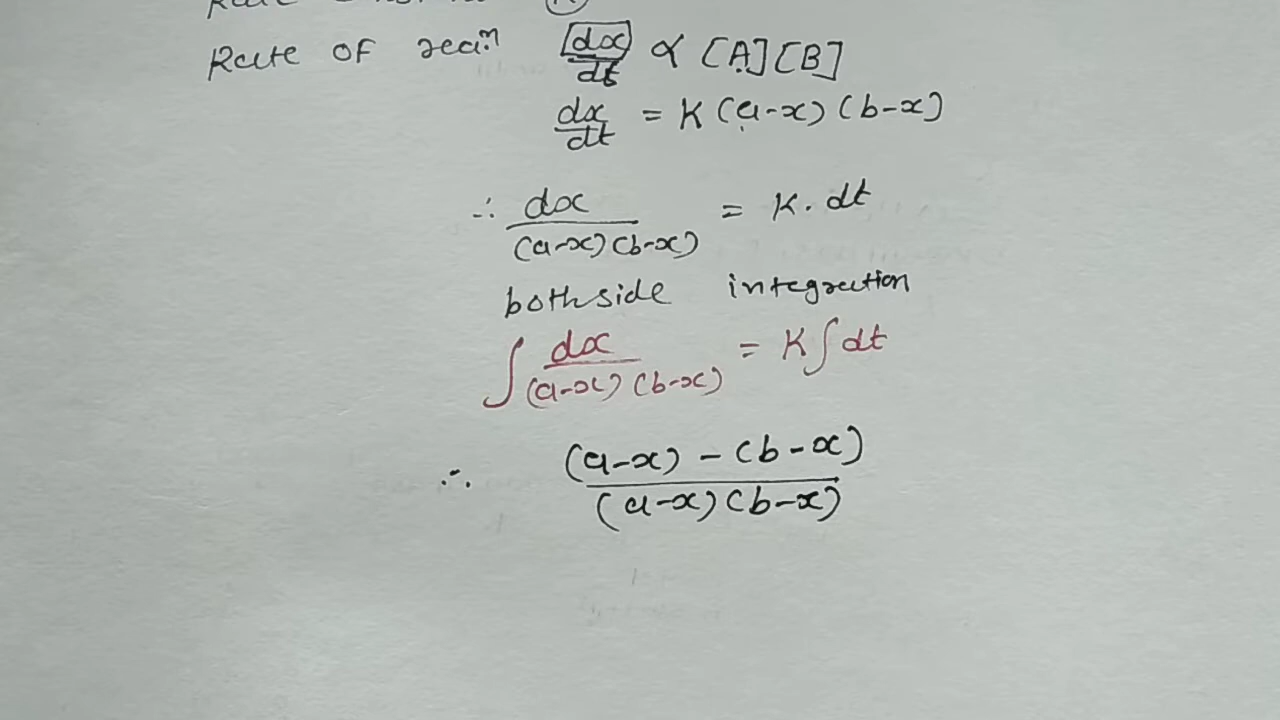 Rate of reaⁿ. [dx]/dt ∝ [A][B]
dx/dt = K(a-x)(b-x)
∴ dx/(a-x)(b-x) = K. dt
bothside integration
∫ dx/(a-x)(b-x) = K∫dt
∴ (a-x) - (b-x)/(a-x)(b-x)